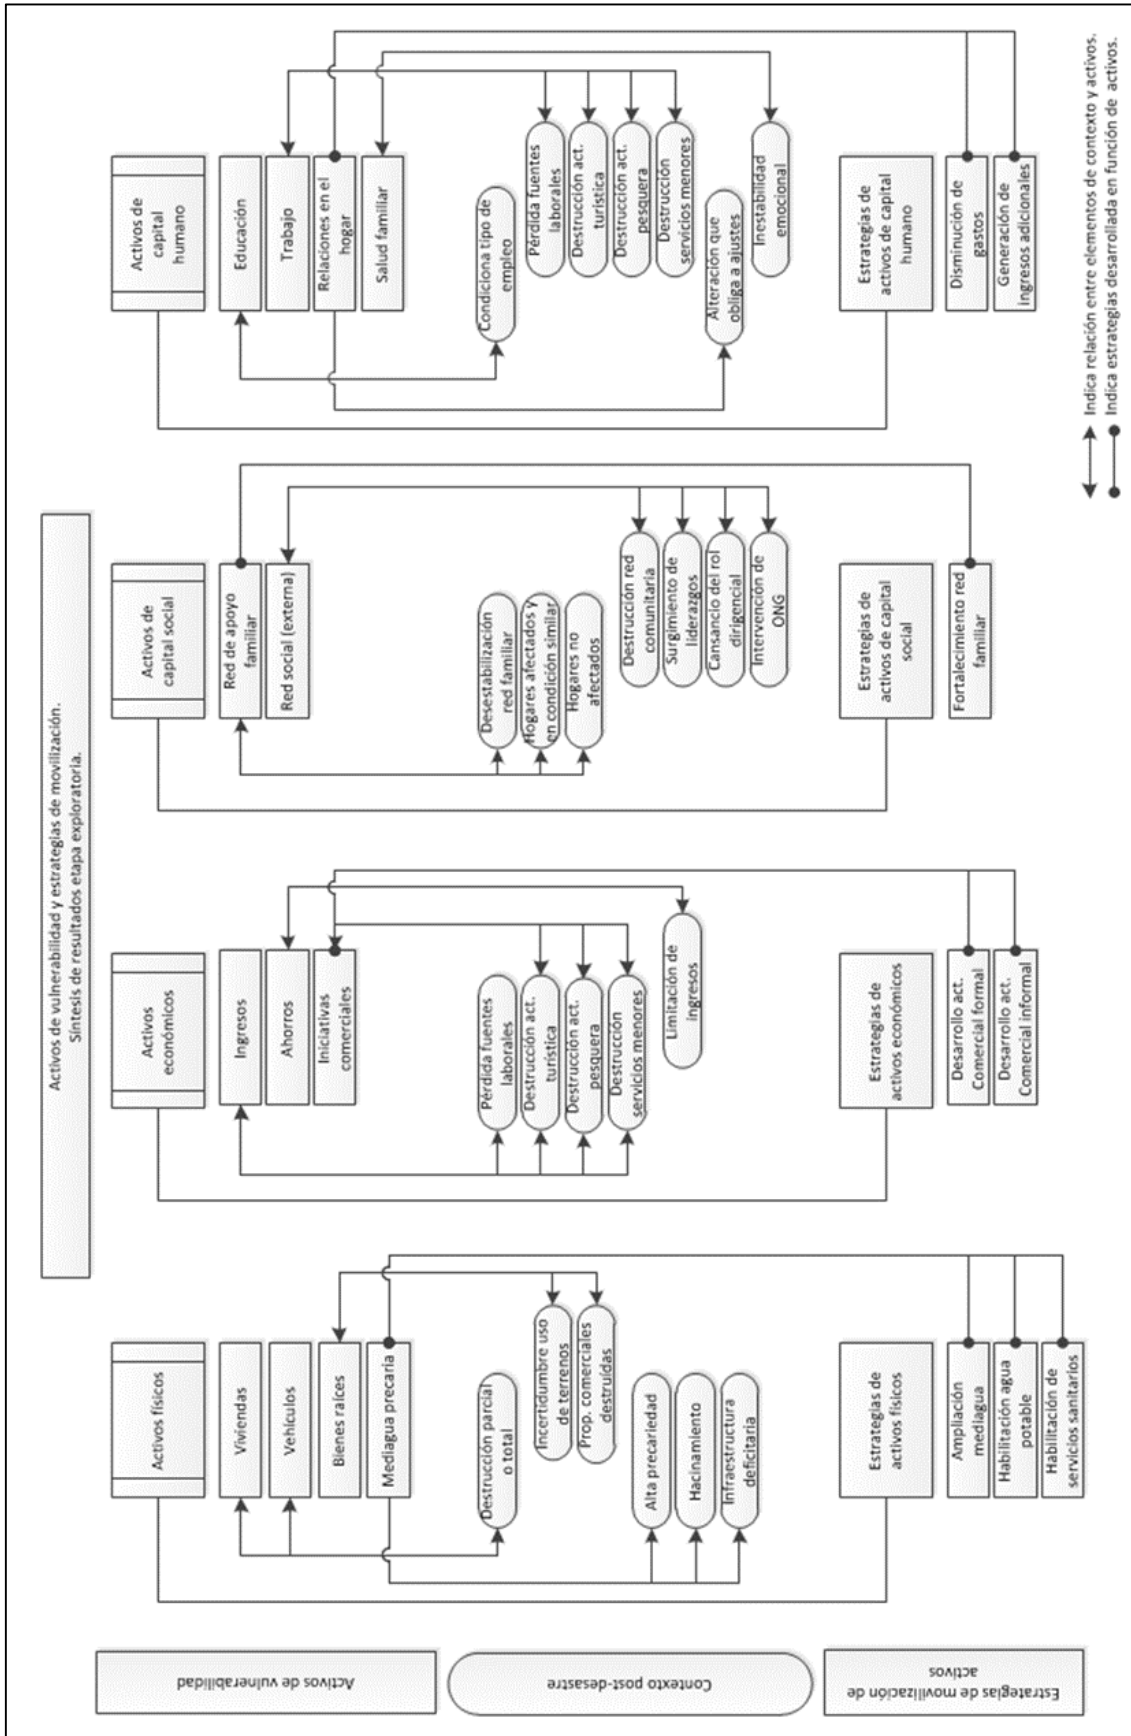 Activos de vulnerabilidad y estrategias de movilización.
Síntesis de resultados etapa exploratoria.
Activos de vulnerabilidad
Contexto post-desastre
Estrategias de movilización de
activos
Activos físicos
Viviendas
Vehículos
Bienes raíces
Mediagua precaria
Destrucción parcial
o total
Incertidumbre uso
de terrenos
Prop. comerciales
destruídas
Alta precariedad
Hacinamiento
Infraestructura
deficitaria
Estrategias de
activos físicos
Ampliación
mediagua
Habilitación agua
potable
Habilitación de
servicios sanitarios
Activos
económicos
Ingresos
Ahorros
Iniciativas
comerciales
Pérdida fuentes
laborales
Destrucción act.
turística
Destrucción act.
pesquera
Destrucción
servicios menores
Limitación de
ingresos
Estrategias de
activos económicos
Desarrollo act.
Comercial formal
Desarrollo act.
Comercial informal
Activos de
capital social
Red de apoyo
familiar
Red social (externa)
Desestabilización
red familiar
Hogares afectados y
en condición similar
Hogares no
afectados
Destrucción red
comunitaria
Surgimiento de
liderazgos
Cansancio del rol
dirigencial
Intervención de
ONG
Estrategias de
activos de capital
social
Fortalecimiento red
familiar
Activos de
capital
humano
Educación
Trabajo
Relaciones en el
hogar
Salud familiar
Condiciona tipo de
empleo
Pérdida fuentes
laborales
Destrucción act.
turística
Destrucción act.
pesquera
Destrucción
servicios menores
Alteración que
obliga a ajustes
Inestabilidad
emocional
Estrategias de
activos de capital
humano
Disminución de
gastos
Generación de
ingresos adicionales
Indica relación entre elementos de contexto y activos.
Indica estrategias desarrollada en función de activos.